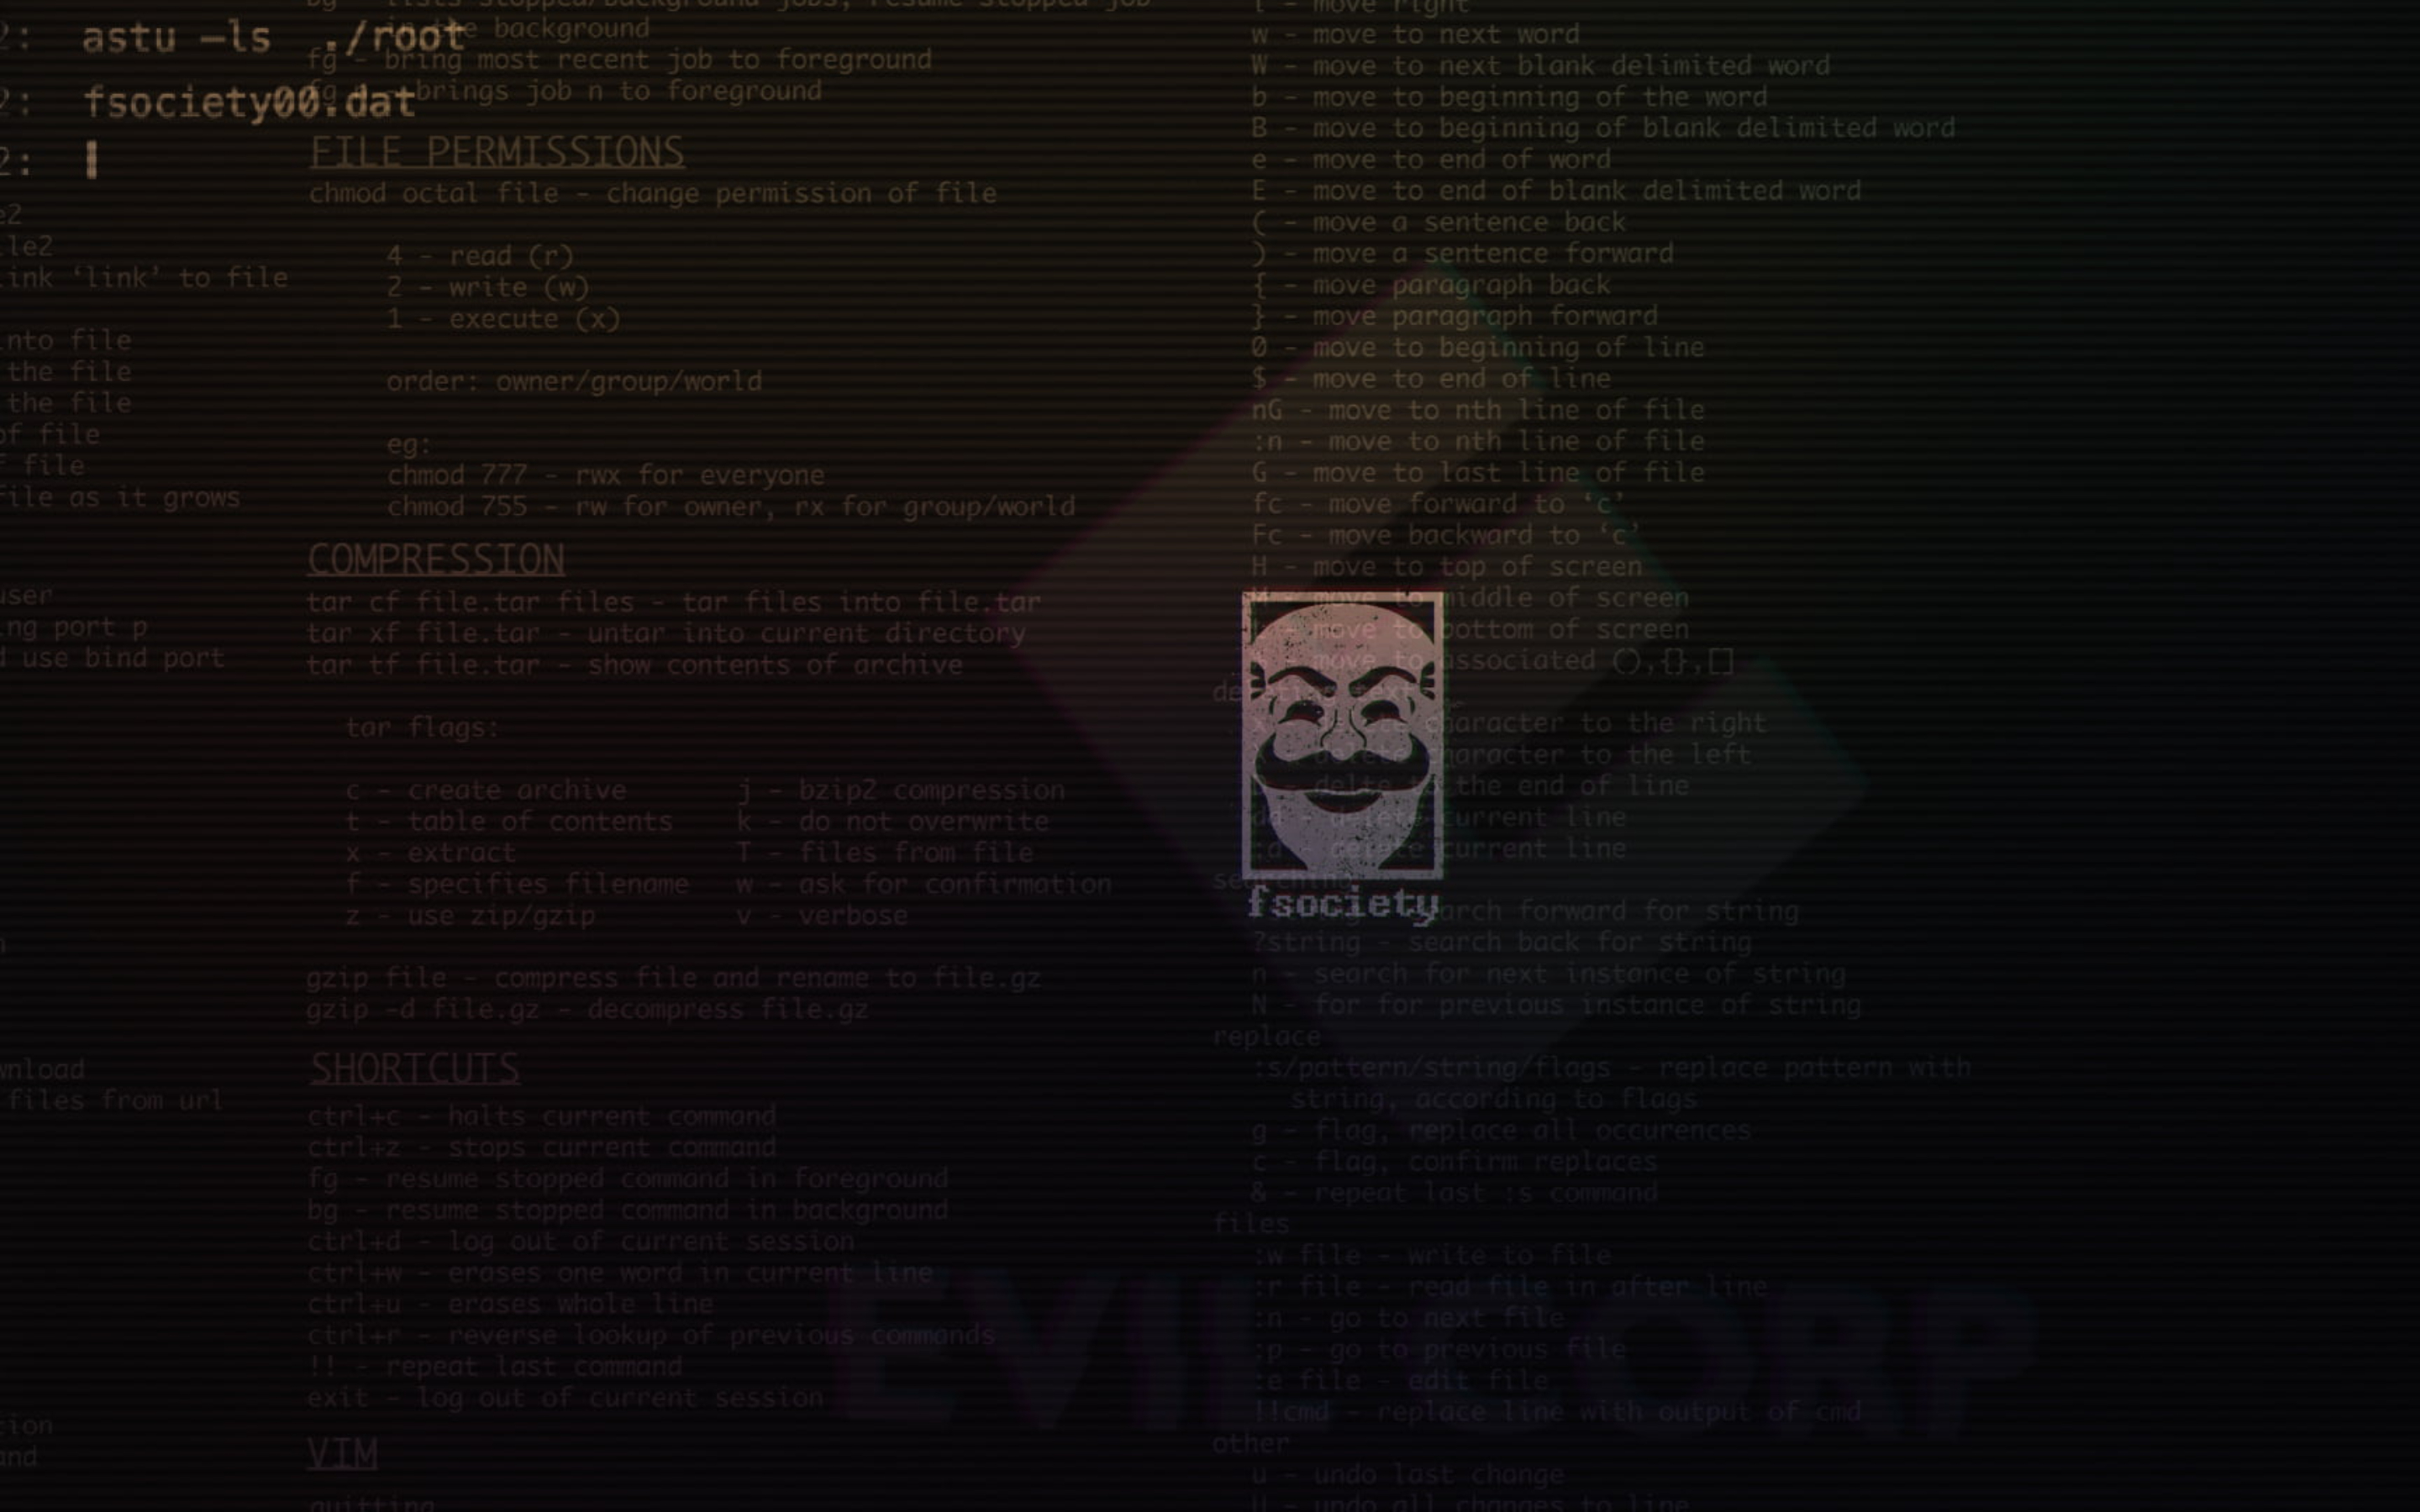 2: astu –ls ./root
2: fsociety00.dat
2:
e2
ile2
link ‘link’ to file
into file
the file
the file
of file
f file
file as it grows
user
ing port p
d use bind port
wnload
files from url
tion
and
bg - lists stopped/background jobs, resume stopped job
in the background
fg - bring most recent job to foreground
fg - brings job n to foreground
FILE PERMISSIONS
chmod octal file - change permission of file
4 - read (r)
2 - write (w)
1 - execute (x)
order: owner/group/world
eg:
chmod 777 - rwx for everyone
chmod 755 - rw for owner, rx for group/world
COMPRESSION
tar cf file.tar files - tar files into file.tar
tar xf file.tar - untar into current directory
tar tf file.tar - show contents of archive
tar flags:
c - create archive j - bzip2 compression
t - table of contents k - do not overwrite
x - extract T - files from file
f - specifies filename w - ask for confirmation
z - use zip/gzip v - verbose
gzip file - compress file and rename to file.gz
gzip -d file.gz - decompress file.gz
SHORTCUTS
ctrl+c - halts current command
ctrl+z - stops current command
fg - resume stopped command in foreground
bg - resume stopped command in background
ctrl+d - log out of current session
ctrl+w - erases one word in current line
ctrl+u - erases whole line
ctrl+r - reverse lookup of previous commands
!! - repeat last command
exit - log out of current session
VIM
quitting
l - move right
w - move to next word
W - move to next blank delimited word
b - move to beginning of the word
B - move to beginning of blank delimited word
e - move to end of word
E - move to end of blank delimited word
( - move a sentence back
) - move a sentence forward
{ - move paragraph back
} - move paragraph forward
0 - move to beginning of line
$ - move to end of line
nG - move to nth line of file
:n - move to nth line of file
G - move to last line of file
fc - move forward to ‘c’
Fc - move backward to ‘c’
H - move to top of screen
M - move to middle of screen
- move to bottom of screen
move to associated (),{},[]
character to the right
character to the left
- delte to the end of line
dd - delete current line
:d - delete current line
searching
search forward for string
?string - search back for string
n - search for next instance of string
N - for for previous instance of string
replace
:s/pattern/string/flags - replace pattern with
string, according to flags
g - flag, replace all occurences
c - flag, confirm replaces
& - repeat last :s command
files
:w file - write to file
:r file - read file in after line
:n - go to next file
:p - go to previous file
:e file - edit file
!!cmd - replace line with output of cmd
other
u - undo last change
U - undo all changes to line
fsociety
EVIL CORP